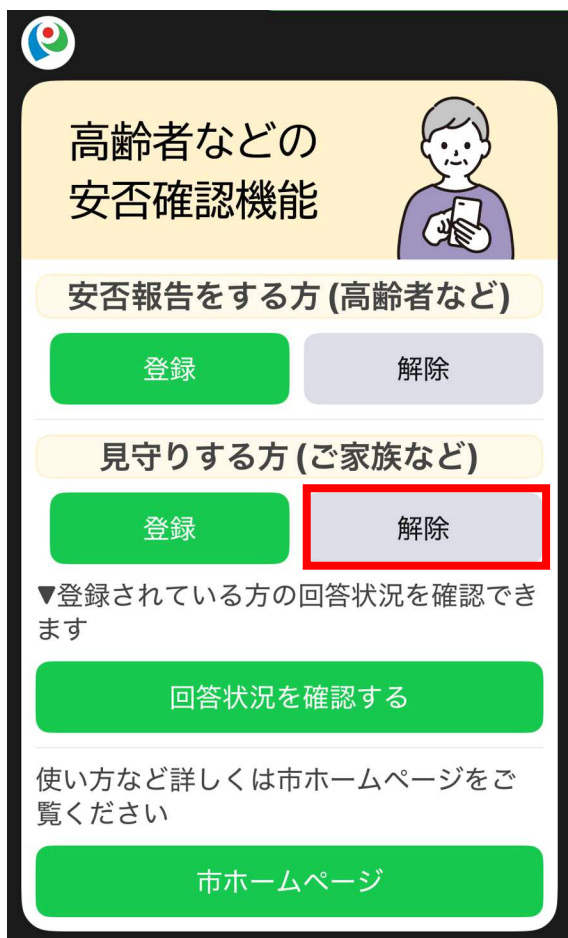 高齢者などの
安否確認機能
安否報告をする方(高齢者など)
登録 解除
見守りする方(ご家族など)
登録 解除
▼登録されている方の回答状況を確認でき
ます
回答状況を確認する
使い方など詳しくは市ホームページをご
覧ください
市ホームページ